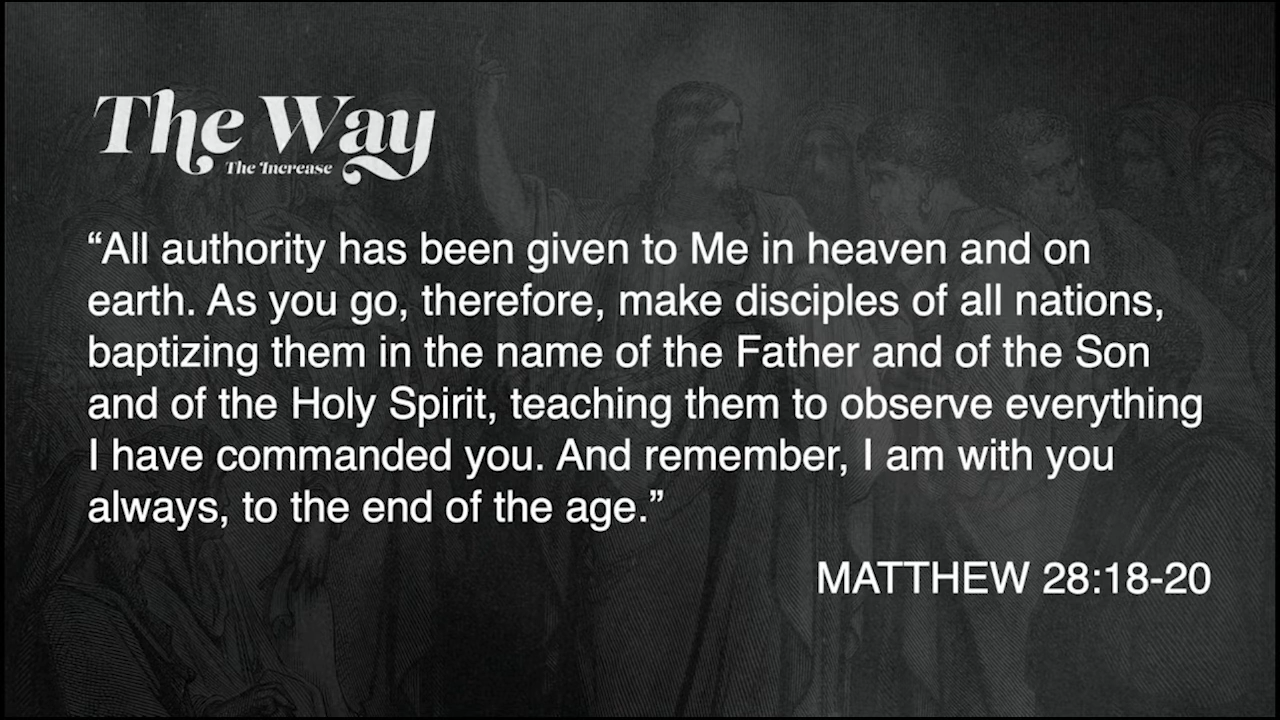 The Way
The Increase
“All authority has been given to Me in heaven and on
earth. As you go, therefore, make disciples of all nations,
baptizing them in the name of the Father and of the Son
and of the Holy Spirit, teaching them to observe everything
I have commanded you. And remember, I am with you
always, to the end of the age.”
MATTHEW 28:18-20